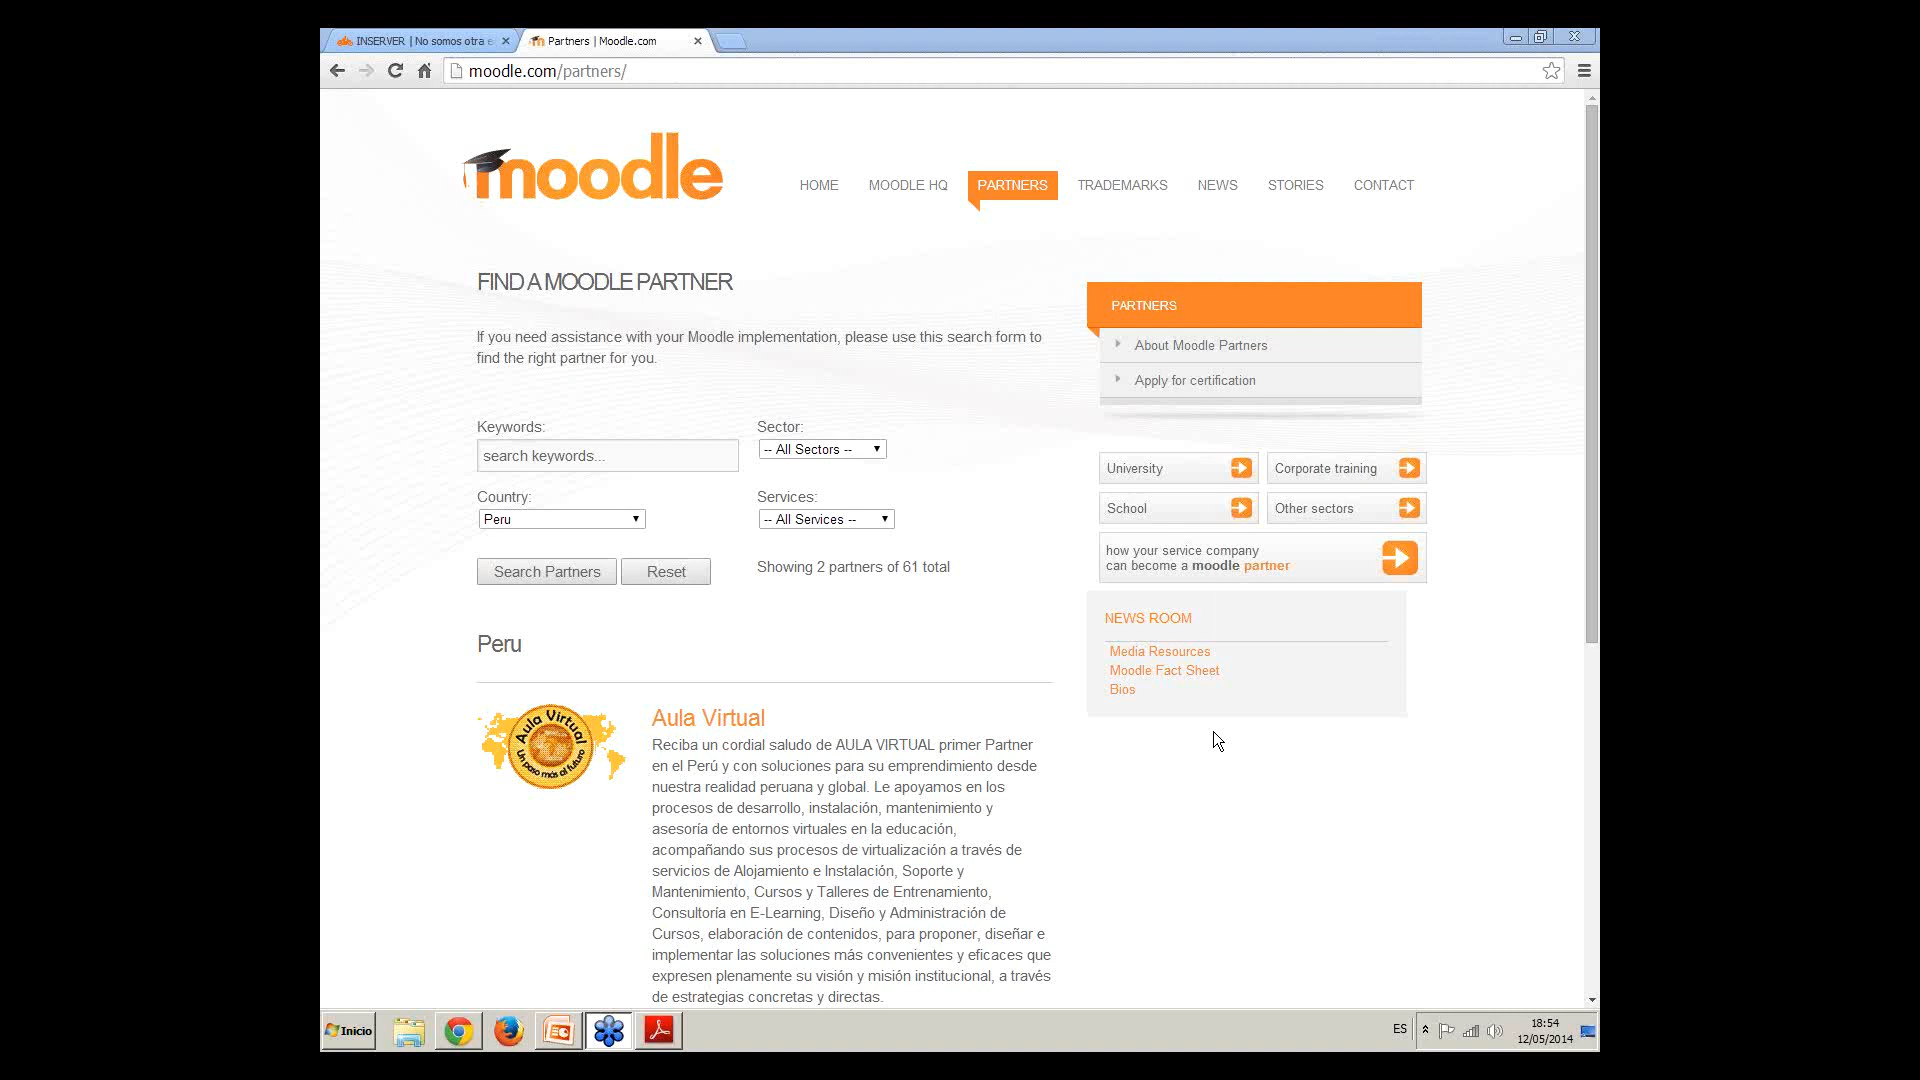 INSERVER | No somos otra e
Partners | Moodle.com
moodle.com/partners/
moodle
HOME
MOODLE HQ
PARTNERS
TRADEMARKS
NEWS
STORIES
CONTACT
FIND A MOODLE PARTNER
If you need assistance with your Moodle implementation, please use this search form to
find the right partner for you.
Keywords:
search keywords...
Sector:
-- All Sectors --
Country:
Peru
Services:
-- All Services --
Search Partners
Reset
Showing 2 partners of 61 total
Peru
Aula Virtual
Un paso más al futuro
Aula Virtual
Reciba un cordial saludo de AULA VIRTUAL primer Partner
en el Perú y con soluciones para su emprendimiento desde
nuestra realidad peruana y global. Le apoyamos en los
procesos de desarrollo, instalación, mantenimiento y
asesoría de entornos virtuales en la educación,
acompañando sus procesos de virtualización a través de
servicios de Alojamiento e Instalación, Soporte y
Mantenimiento, Cursos y Talleres de Entrenamiento,
Consultoría en E-Learning, Diseño y Administración de
Cursos, elaboración de contenidos, para proponer, diseñar e
implementar las soluciones más convenientes y eficaces que
expresen plenamente su visión y misión institucional, a través
de estrategias concretas y directas.
PARTNERS
About Moodle Partners
Apply for certification
University
Corporate training
School
Other sectors
how your service company
can become a moodle partner
NEWS ROOM
Media Resources
Moodle Fact Sheet
Bios
Inicio
ES
18:54
12/05/2014